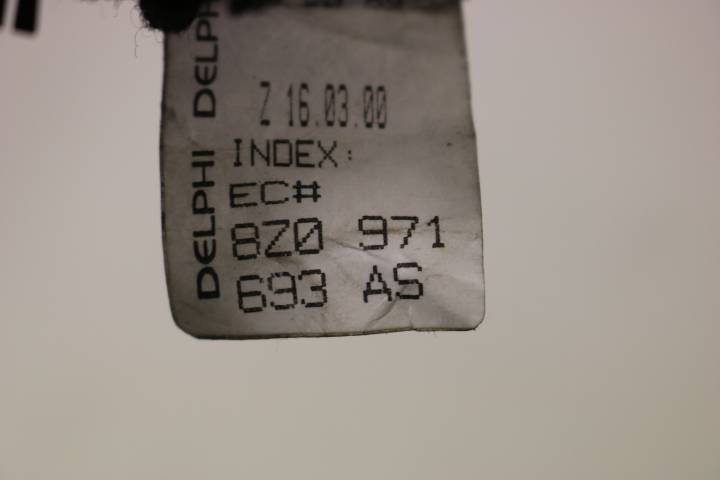 DELPHI DELPHI
Z 16.03.00
INDEX:
EC#
8Z0 971
693 AS